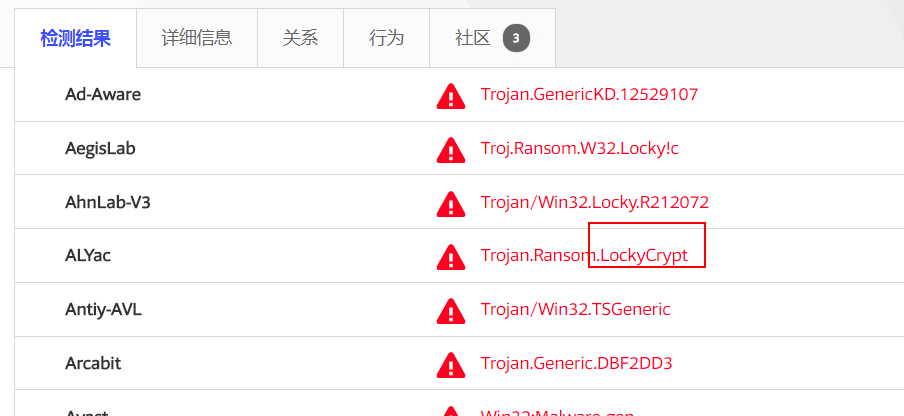 检测结果 详细信息 关系 行为 社区 3
Ad-Aware Trojan.GenericKD.12529107
AegisLab Troj.Ransom.W32.Locky!c
AhnLab-V3 Trojan/Win32.Locky.R212072
ALYac Trojan.Ransom.LockyCrypt
Antiy-AVL Trojan/Win32.TSGeneric
Arcabit Trojan.Generic.DBF2DD3
Avast Win32:Malware-gen